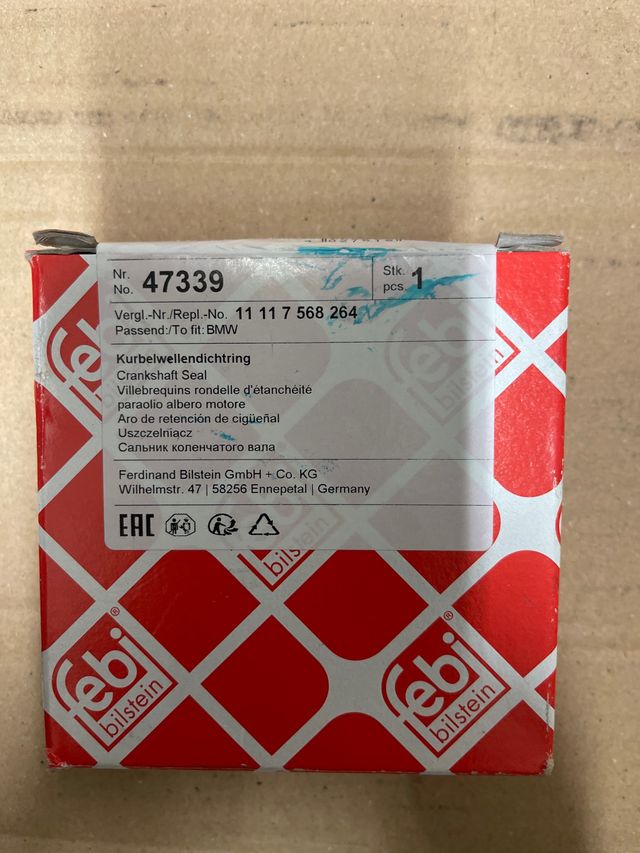 Nr.
No. 47339
Stk.
pcs. 1
Vergl.-Nr./Repl.-No. 11 11 7 568 264
Passend:/To fit: BMW
Kurbelwellendichtring
Crankshaft Seal
Villebrequins rondelle d'étanchéité
paraolio albero motore
Aro de retención de cigüeñal
Uszczelniącz
Сальник коленчатого вала
Ferdinand Bilstein GmbH + Co. KG
Wilhelmstr. 47 | 58256 Ennepetal | Germany
EAC
febi
bilstein
febi
bilstein
bilstein
febi®
bilstein
febi®
bilstein